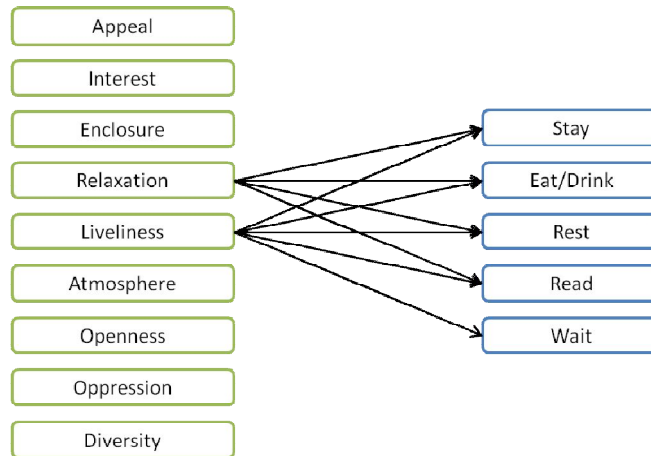 Appeal
Interest
Enclosure
Relaxation
Liveliness
Atmosphere
Openness
Oppression
Diversity
Stay
Eat/Drink
Rest
Read
Wait